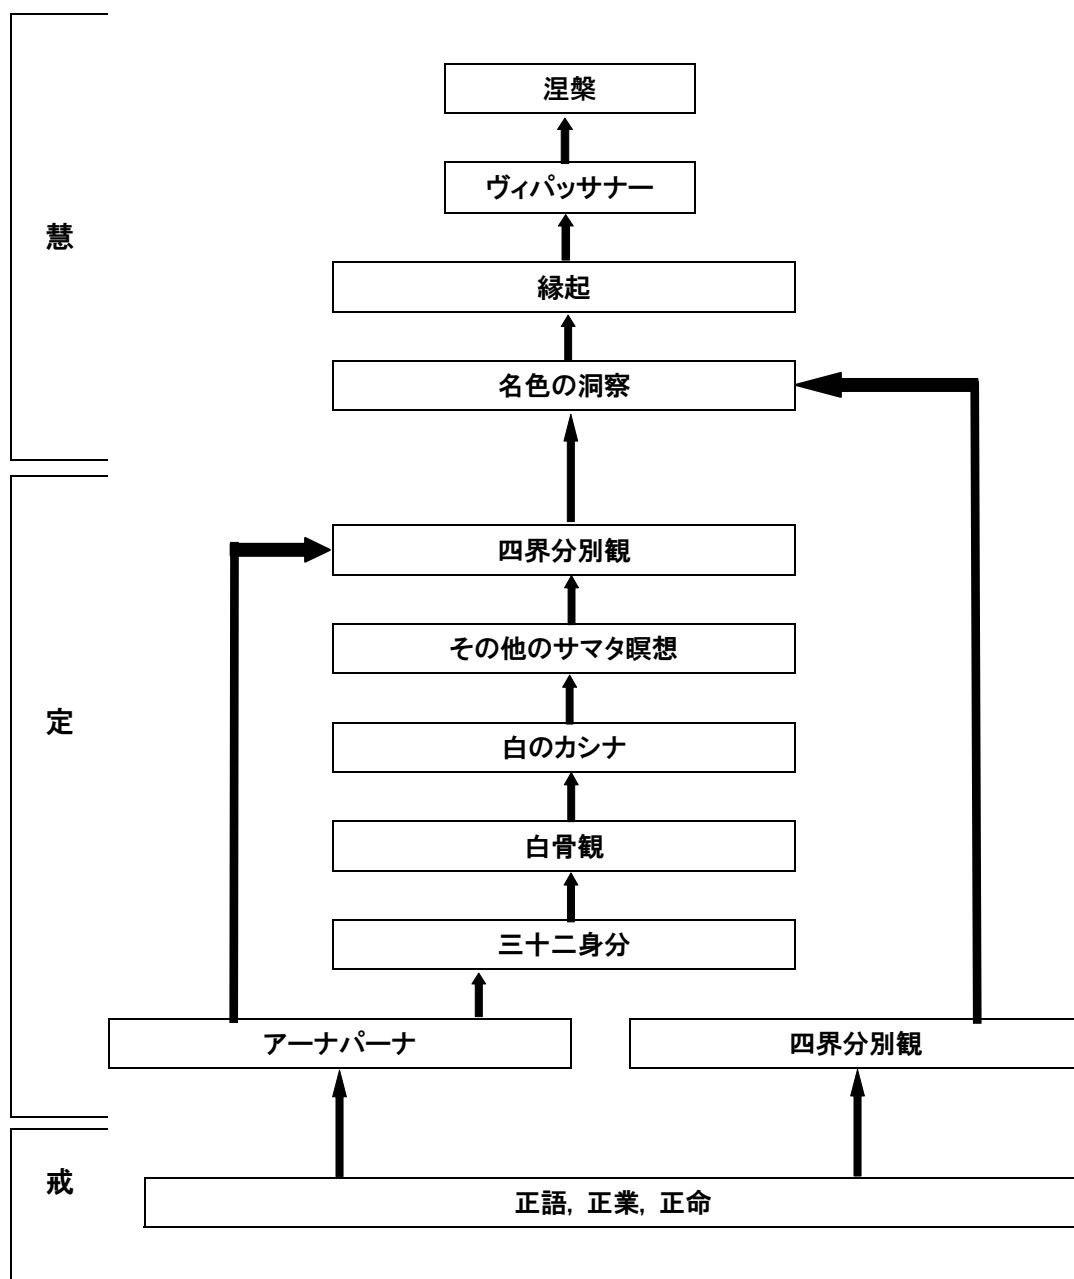 涅槃
ヴィパッサナー
慧
縁起
名色の洞察
四界分別観
その他のサマタ瞑想
定
白のカシナ
白骨観
三十二身分
アーナパーナ
四界分別観
戒
正語, 正業, 正命